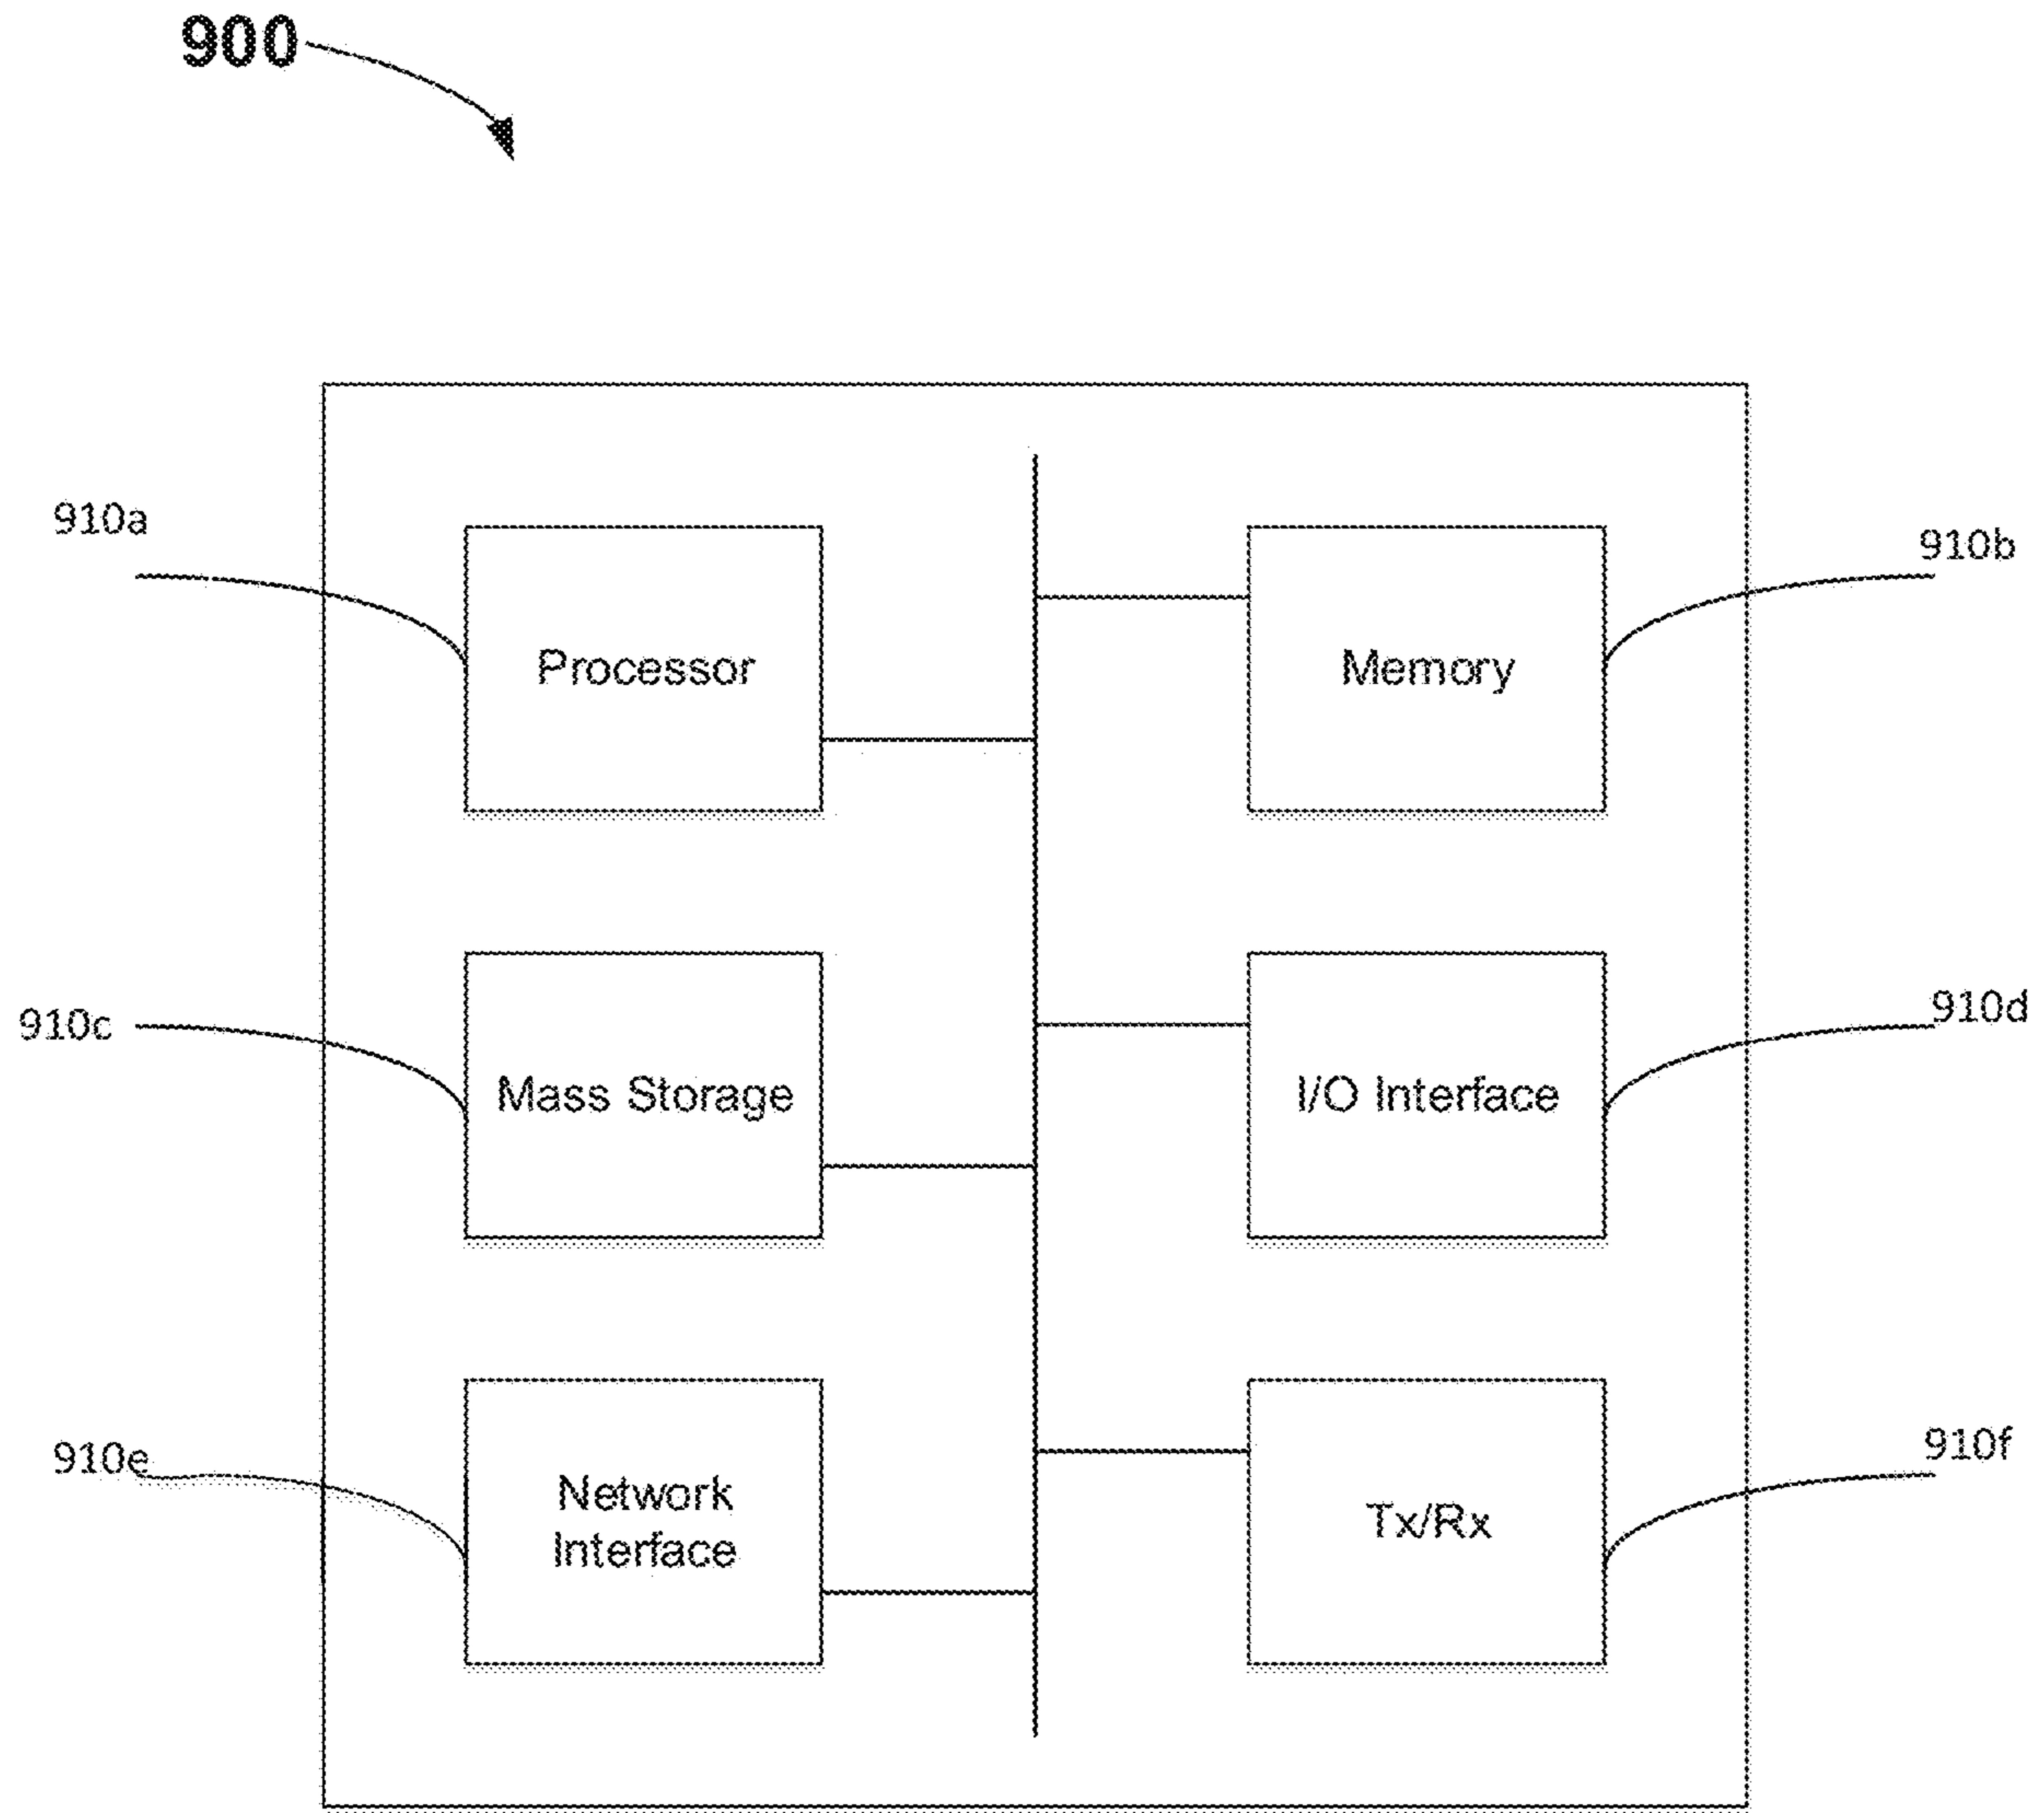 900
910a
910b
Processor
Memory
910c
910d
Mass Storage
I/O Interface
910e
910f
Network
Interface
Tx/Rx